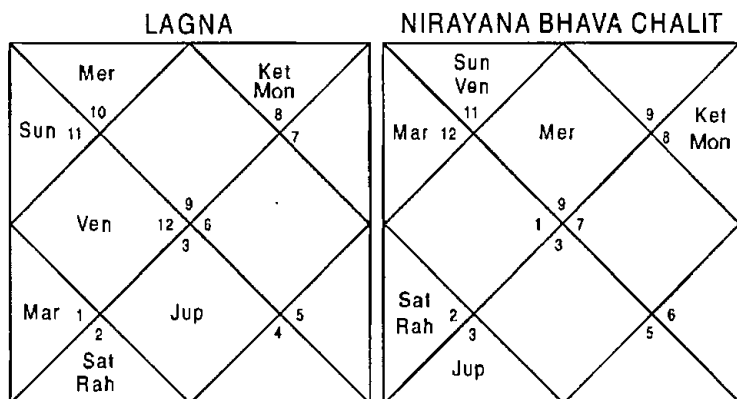 LAGNA
Mer
Ket
Mon
10
8
Sun 11
7
9
Ven
12 6
3
Mar 1
Jup
5
2
4
Sat
Rah
NIRAYANA BHAVA CHALIT
Sun
Ven
11
9
Ket
Mar 12
Mer
8
Mon
9
1 7
3
Sat
Rah
2
6
3
5
Jup